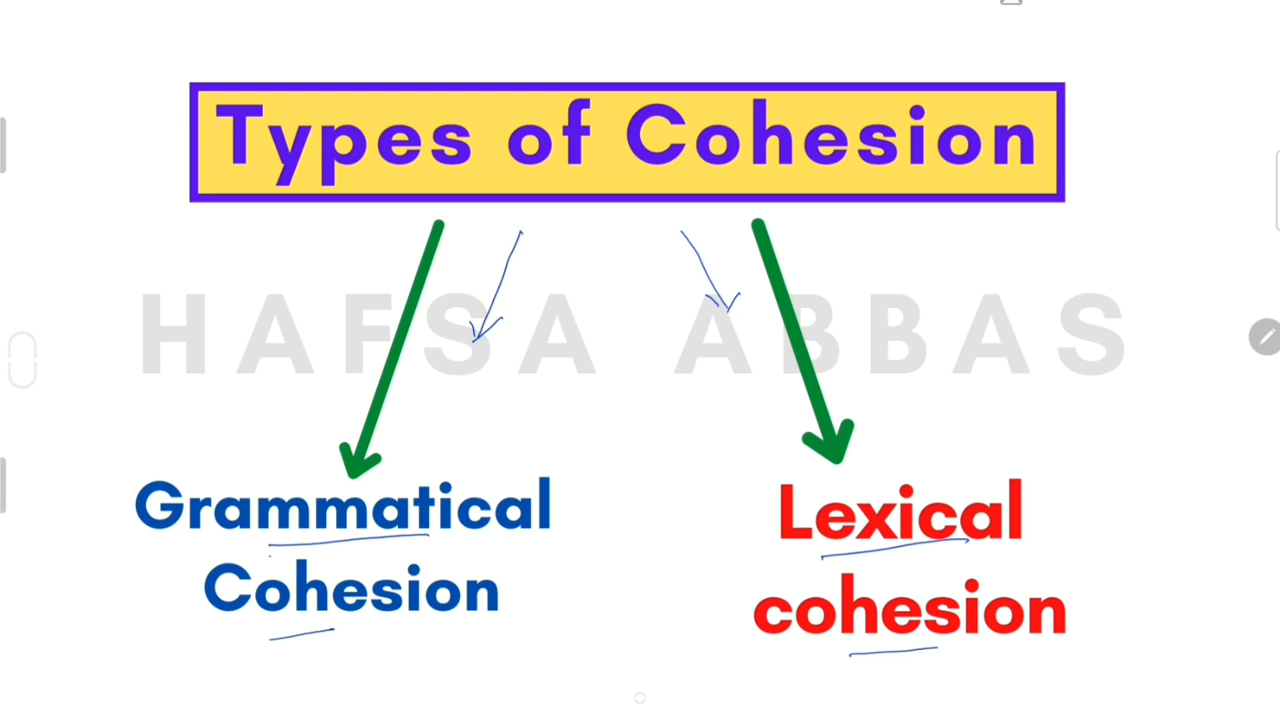 Types of Cohesion
HAFSA ABBAS
Grammatical
Cohesion
Lexical
cohesion